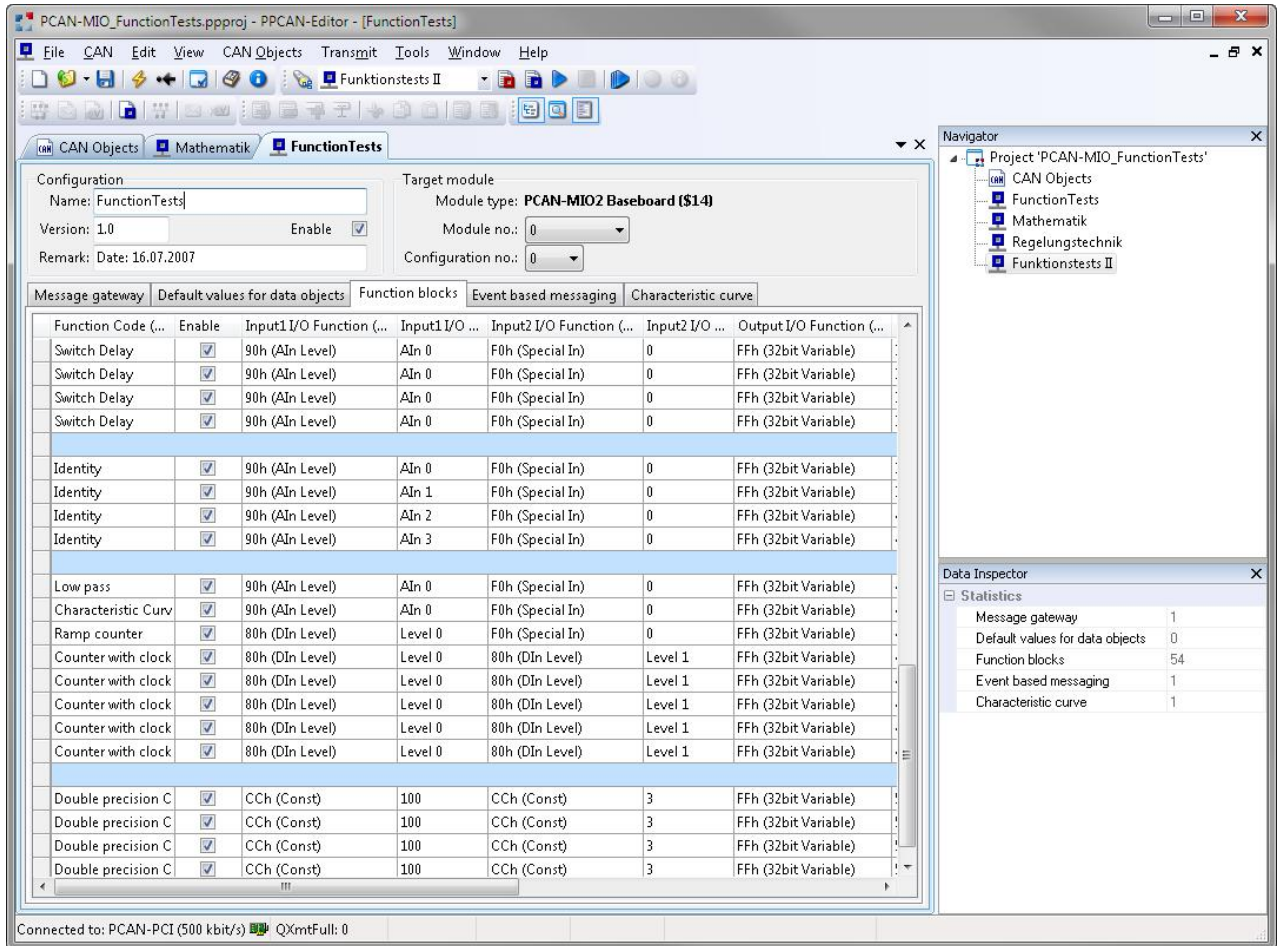 PCAN-MIO_FunctionTests.ppproj - PPCAN-Editor - [FunctionTests]
File CAN Edit View CAN Objects Transmit Tools Window Help
Funktionstests II
CAN Objects Mathematik FunctionTests
Configuration
Name: FunctionTests
Version: 1.0 Enable
Remark: Date: 16.07.2007
Target module
Module type: PCAN-MIO2 Baseboard ($14)
Module no.: 0
Configuration no.: 0
Message gateway Default values for data objects Function blocks Event based messaging Characteristic curve
Function Code (... Enable Input1 I/O Function (... Input1 I/O ... Input2 I/O Function (... Input2 I/O ... Output I/O Function (...
Switch Delay 90h (AIn Level) AIn 0 F0h (Special In) 0 FFh (32bit Variable)
Switch Delay 90h (AIn Level) AIn 0 F0h (Special In) 0 FFh (32bit Variable)
Switch Delay 90h (AIn Level) AIn 0 F0h (Special In) 0 FFh (32bit Variable)
Switch Delay 90h (AIn Level) AIn 0 F0h (Special In) 0 FFh (32bit Variable)
Identity 90h (AIn Level) AIn 0 F0h (Special In) 0 FFh (32bit Variable)
Identity 90h (AIn Level) AIn 1 F0h (Special In) 0 FFh (32bit Variable)
Identity 90h (AIn Level) AIn 2 F0h (Special In) 0 FFh (32bit Variable)
Identity 90h (AIn Level) AIn 3 F0h (Special In) 0 FFh (32bit Variable)
Low pass 90h (AIn Level) AIn 0 F0h (Special In) 0 FFh (32bit Variable)
Characteristic Curv 90h (AIn Level) AIn 0 F0h (Special In) 0 FFh (32bit Variable)
Ramp counter 80h (DIn Level) Level 0 F0h (Special In) 0 FFh (32bit Variable)
Counter with clock 80h (DIn Level) Level 0 80h (DIn Level) Level 1 FFh (32bit Variable)
Counter with clock 80h (DIn Level) Level 0 80h (DIn Level) Level 1 FFh (32bit Variable)
Counter with clock 80h (DIn Level) Level 0 80h (DIn Level) Level 1 FFh (32bit Variable)
Counter with clock 80h (DIn Level) Level 0 80h (DIn Level) Level 1 FFh (32bit Variable)
Counter with clock 80h (DIn Level) Level 0 80h (DIn Level) Level 1 FFh (32bit Variable)
Double precision C CCh (Const) 100 CCh (Const) 3 FFh (32bit Variable)
Double precision C CCh (Const) 100 CCh (Const) 3 FFh (32bit Variable)
Double precision C CCh (Const) 100 CCh (Const) 3 FFh (32bit Variable)
Double precision C CCh (Const) 100 CCh (Const) 3 FFh (32bit Variable)
Navigator
Project 'PCAN-MIO_FunctionTests'
CAN Objects
FunctionTests
Mathematik
Regelungstechnik
Funktionstests II
Data Inspector
Statistics
Message gateway 1
Default values for data objects 0
Function blocks 54
Event based messaging 1
Characteristic curve 1
Connected to: PCAN-PCI (500 kbit/s) QXmtFull: 0